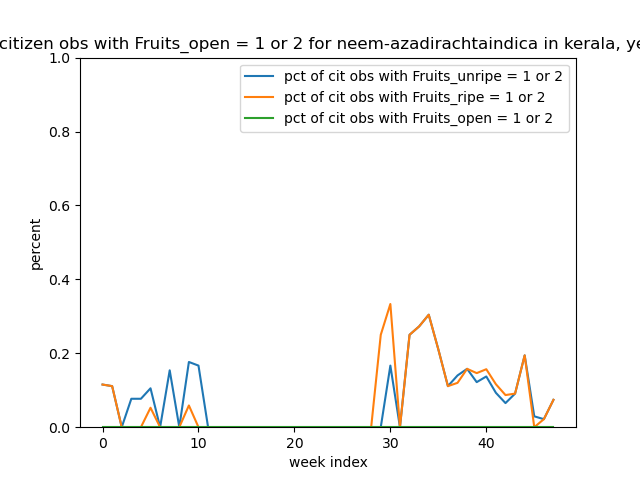 citizen obs with Fruits_open = 1 or 2 for neem-azadirachtaindica in kerala, ye
pct of cit obs with Fruits_unripe = 1 or 2
pct of cit obs with Fruits_ripe = 1 or 2
pct of cit obs with Fruits_open = 1 or 2
1.0
0.8
0.6
0.4
0.2
0.0
percent
0 10 20 30 40
week index